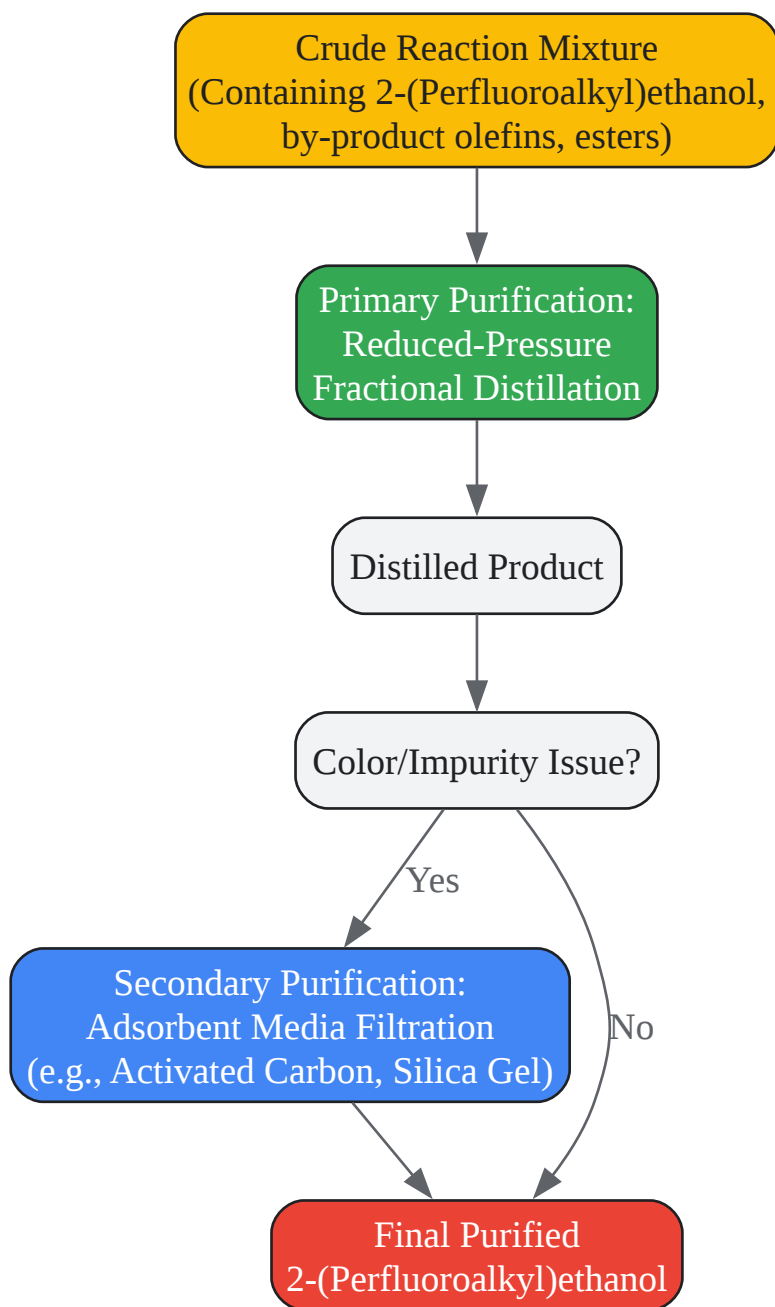 Crude Reaction Mixture
(Containing 2-(Perfluoroalkyl)ethanol,
by-product olefins, esters)
Primary Purification:
Reduced-Pressure
Fractional Distillation
Distilled Product
Color/Impurity Issue?
Yes
Secondary Purification:
Adsorbent Media Filtration
(e.g., Activated Carbon, Silica Gel)
No
Final Purified
2-(Perfluoroalkyl)ethanol